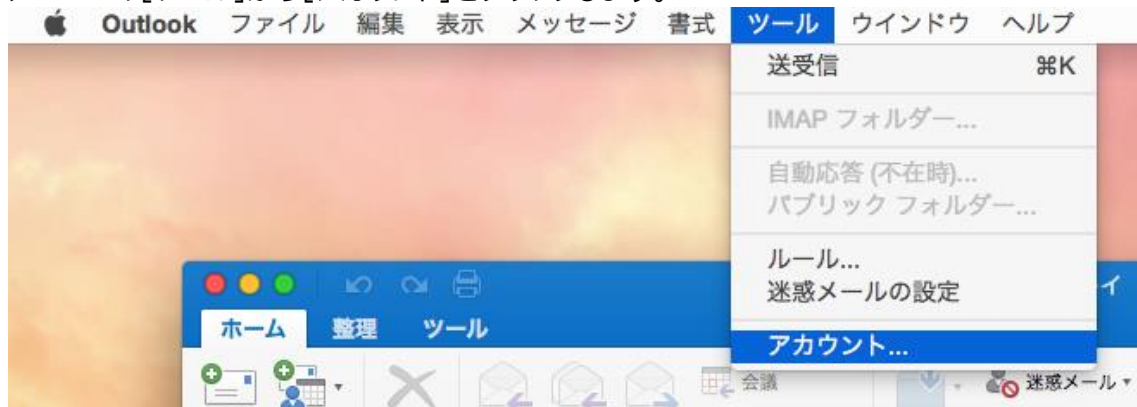 Outlook ファイル 編集 表示 メッセージ 書式 ツール ウインドウ ヘルプ
送受信 ⌘K
IMAP フォルダー...
自動応答 (不在時)...
パブリック フォルダー...
ルール...
迷惑メールの設定
アカウント...
イ
ホーム 整理 ツール
会議
迷惑メール